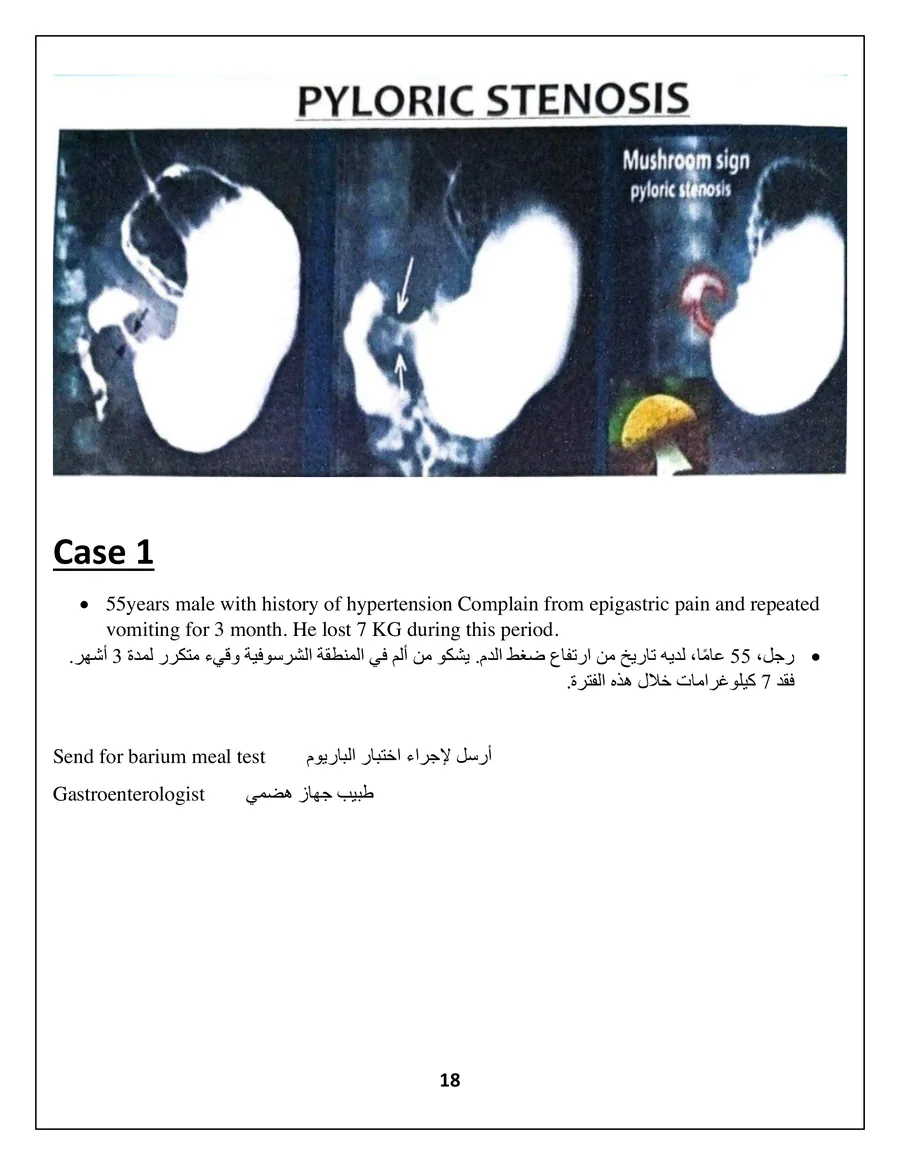 PYLORIC STENOSIS
Mushroom sign
pyloric stenosis
Case 1
• 55years male with history of hypertension Complain from epigastric pain and repeated
vomiting for 3 month. He lost 7 KG during this period.
• رجل، 55 عامًا، لديه تاريخ من ارتفاع ضغط الدم. يشكو من ألم في المنطقة الشرسوفية وقيء متكرر لمدة 3 أشهر.
فقد 7 كيلوغرامات خلال هذه الفترة.
Send for barium meal test أرسل لإجراء اختبار الباريوم
Gastroenterologist طبيب جهاز هضمي
18